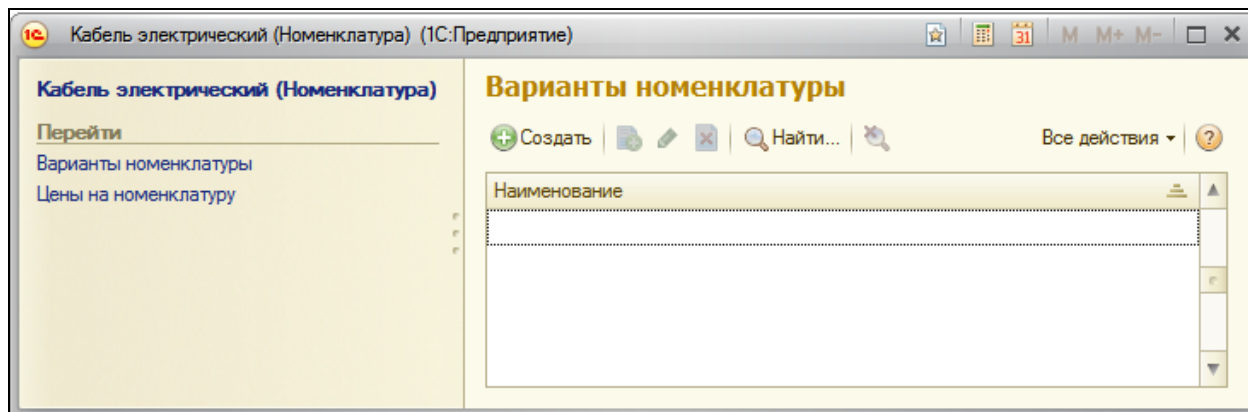 1С Кабель электрический (Номенклатура) (1С:Предприятие) 31 M M+ M-
Кабель электрический (Номенклатура)
Перейти
Варианты номенклатуры
Цены на номенклатуру
Варианты номенклатуры
Создать Найти... Все действия ?
Наименование